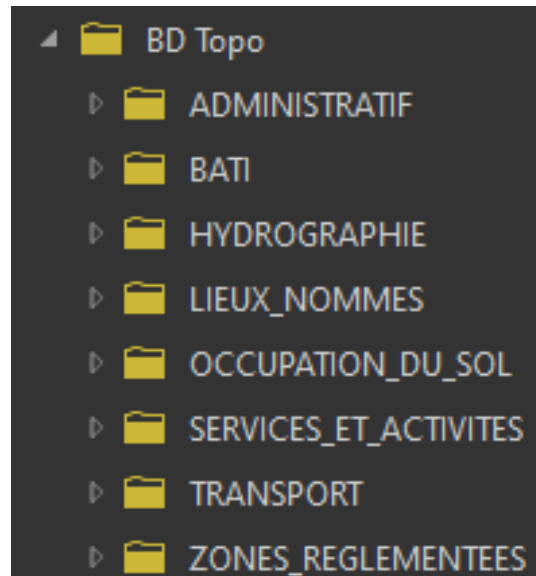 BD Topo
ADMINISTRATIF
BATI
HYDROGRAPHIE
LIEUX_NOMMES
OCCUPATION_DU_SOL
SERVICES_ET_ACTIVITES
TRANSPORT
ZONES_REGLEMENTEES